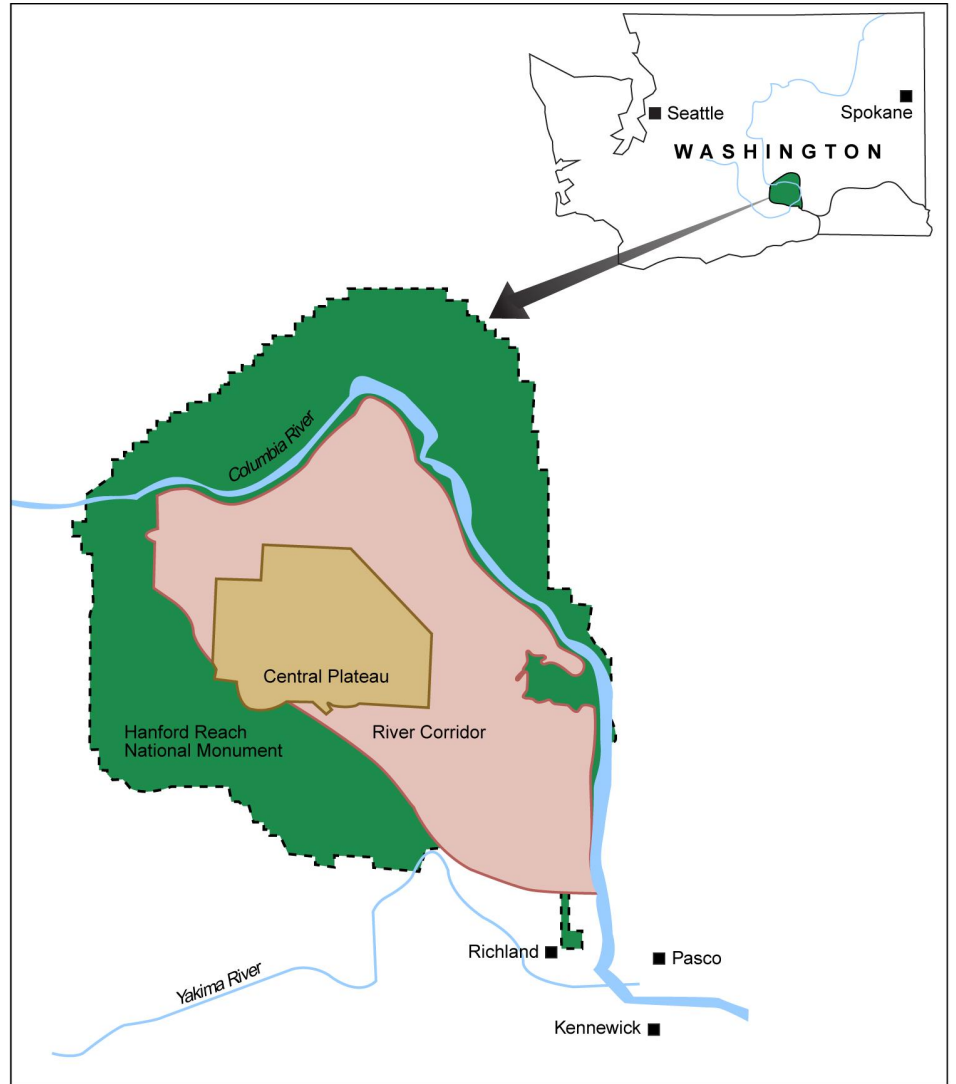 Seattle
Spokane
WASHINGTON
Columbia River
Central Plateau
Hanford Reach
National Monument
River Corridor
Richland
Pasco
Yakima River
Kennewick